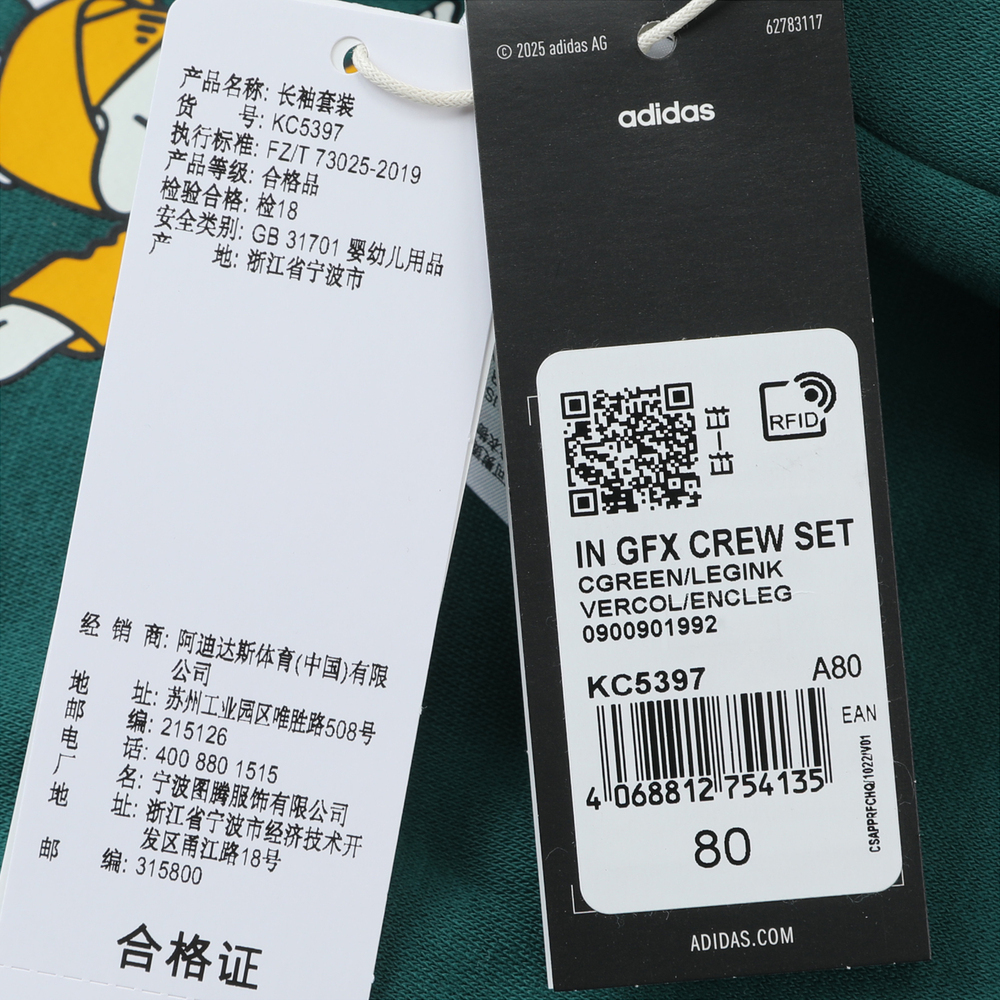 产品名称: 长袖套装
货 号: KC5397
执行标准: FZ/T 73025-2019
产品等级: 合格品
检验合格: 检18
安全类别: GB 31701 婴幼儿用品
产 地: 浙江省宁波市
经 销 商: 阿迪达斯体育(中国)有限
公司
地 址: 苏州工业园区唯胜路508号
邮 编: 215126
电 话: 400 880 1515
厂 名: 宁波图腾服饰有限公司
地 址: 浙江省宁波市经济技术开
发区甬江路18号
邮 编: 315800
合格证
© 2025 adidas AG
62783117
adidas
扫一扫
RFID
IN GFX CREW SET
CGREEN/LEGINK
VERCOL/ENCLEG
0900901992
KC5397
A80
EAN
4 068812 754135
CSAPPRFCHQ/1022/V01
80
ADIDAS.COM